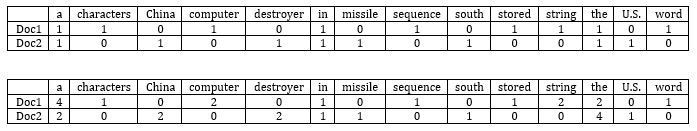 a characters China computer destroyer in missile sequence south stored string the U.S. word
Doc1 1 1 0 1 0 1 0 1 0 1 1 1 0 1
Doc2 1 0 1 0 1 1 1 0 1 0 0 1 1 0
a characters China computer destroyer in missile sequence south stored string the U.S. word
Doc1 4 1 0 2 0 1 0 1 0 1 2 2 0 1
Doc2 2 0 2 0 2 1 1 0 1 0 0 4 1 0